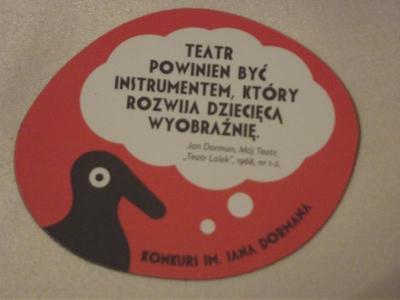 TEATR
POWINIEN BYĆ
INSTRUMENTEM, KTÓRY
ROZWIJA DZIECIĘCĄ
WYOBRAŹNIĘ.
Jan Dorman, Mój Teatr,
„Teatr Lalek”, 1968, nr 1-2.
KONKURS IM. JANA DORMANA